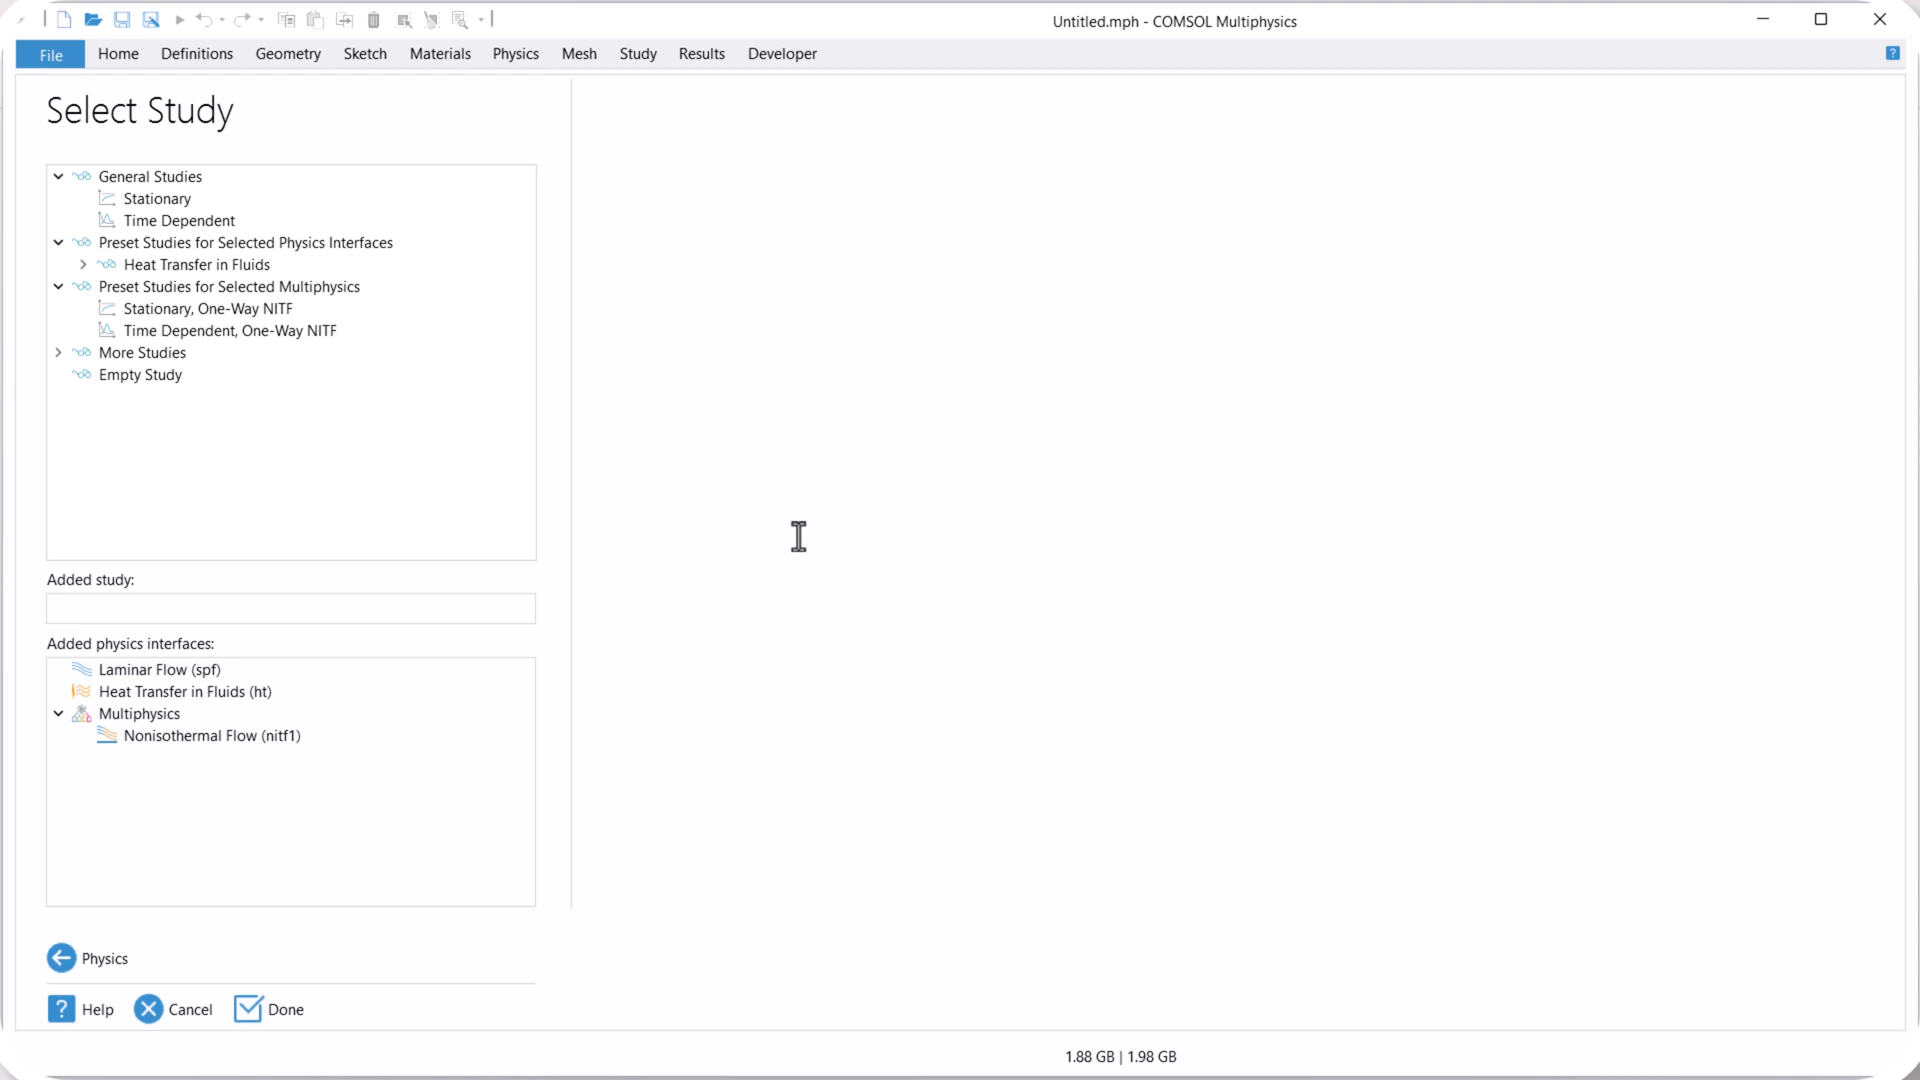 Untitled.mph - COMSOL Multiphysics
File Home Definitions Geometry Sketch Materials Physics Mesh Study Results Developer ?
Select Study
General Studies
Stationary
Time Dependent
Preset Studies for Selected Physics Interfaces
Heat Transfer in Fluids
Preset Studies for Selected Multiphysics
Stationary, One-Way NITF
Time Dependent, One-Way NITF
More Studies
Empty Study
Added study:
Added physics interfaces:
Laminar Flow (spf)
Heat Transfer in Fluids (ht)
Multiphysics
Nonisothermal Flow (nitf1)
Physics
? Help Cancel Done
1.88 GB | 1.98 GB